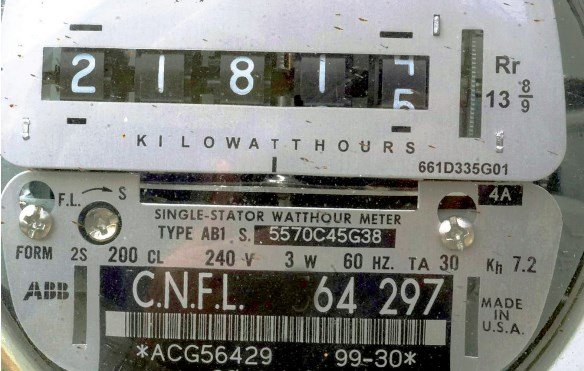 2 1 8 1 4
5
Rr
13 8/9
KILOWATTHOURS
661D335G01
F.L. → S
4A
SINGLE-STATOR WATTHOUR METER
TYPE AB1 S. 5570C45G38
FORM 2S 200 CL 240 V 3 W 60 HZ. TA 30 Kh 7.2
ABB
C.N.F.L. 64 297
MADE IN
U.S.A.
*ACG56429 99-30*